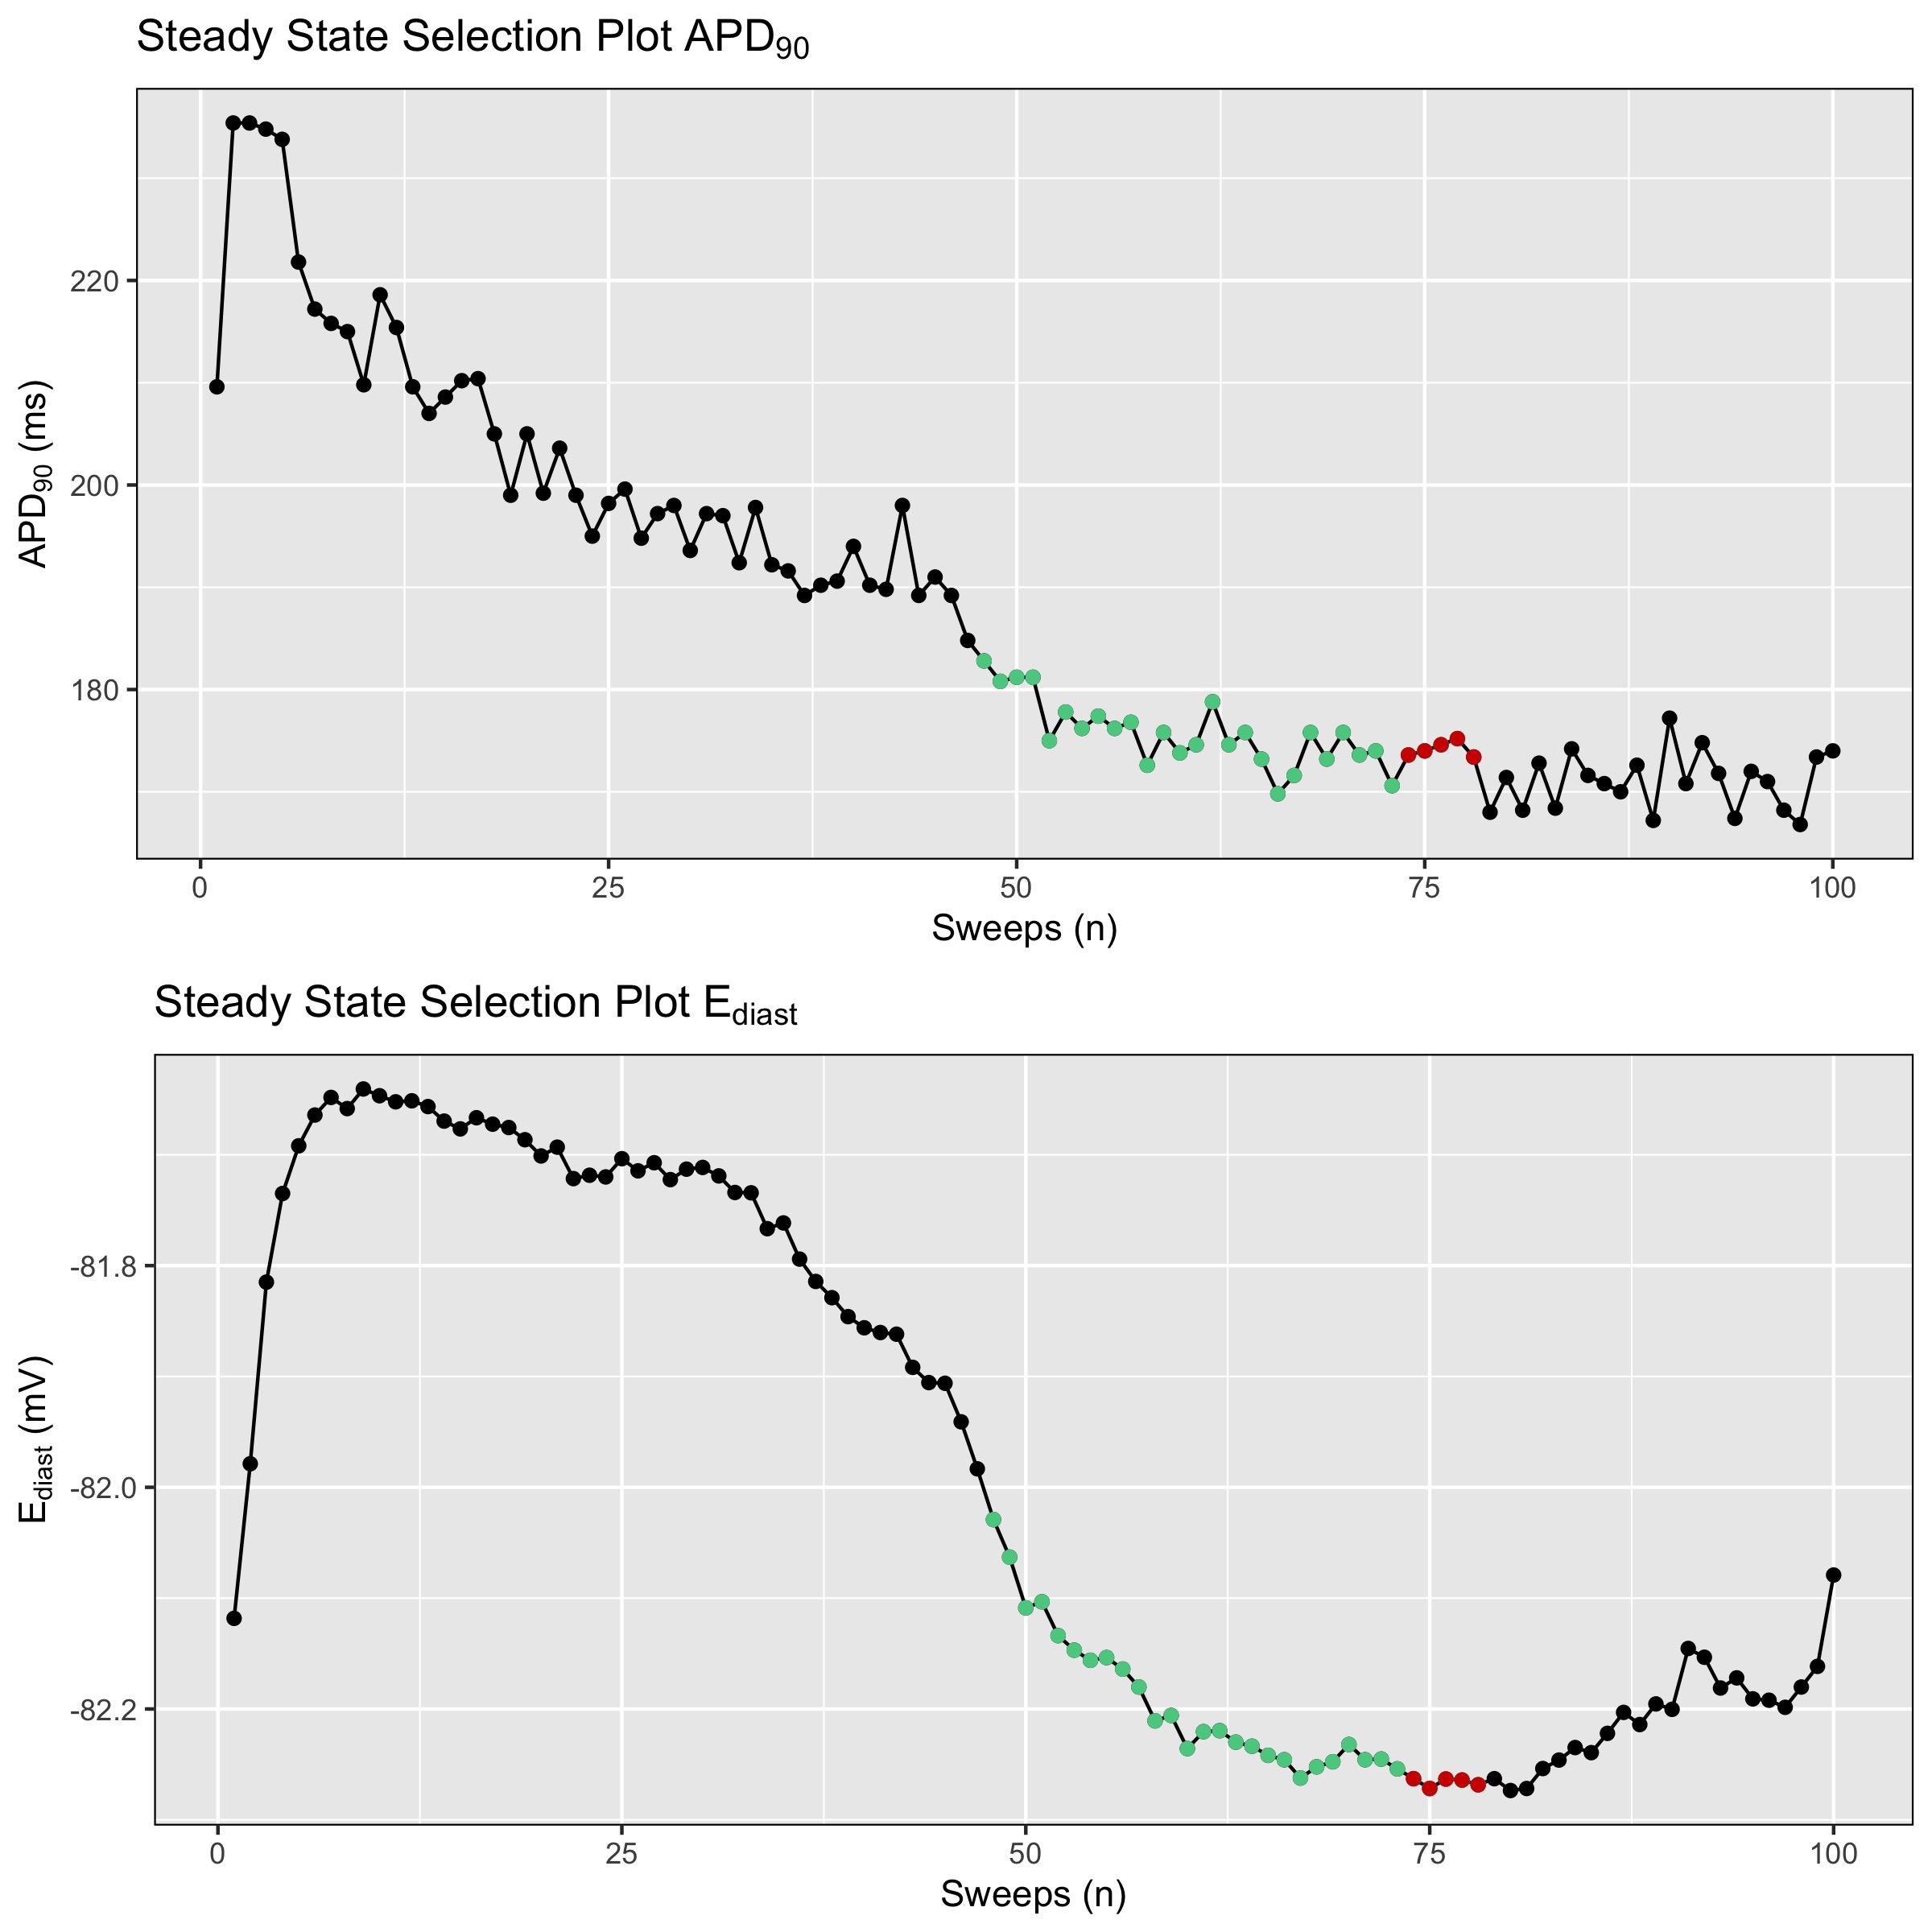 Steady State Selection Plot APD90
APD90 (ms)
220
200
180
0 25 50 75 100
Sweeps (n)
Steady State Selection Plot Ediast
Ediast (mV)
-81.8
-82.0
-82.2
0 25 50 75 100
Sweeps (n)